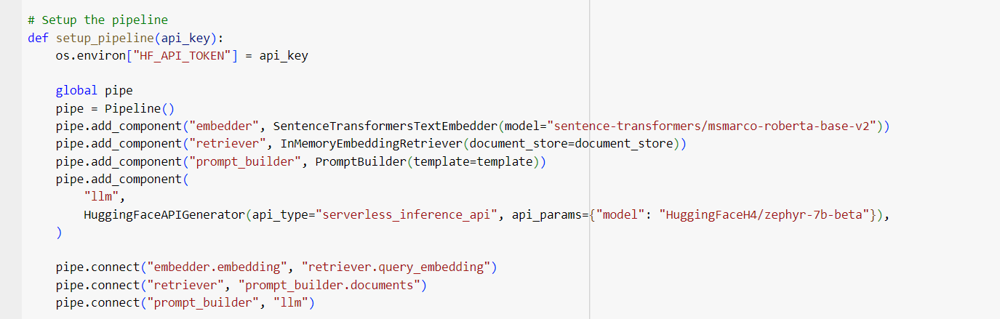 # Setup the pipeline
def setup_pipeline(api_key):
    os.environ["HF_API_TOKEN"] = api_key

    global pipe
    pipe = Pipeline()
    pipe.add_component("embedder", SentenceTransformersTextEmbedder(model="sentence-transformers/msmarco-roberta-base-v2"))
    pipe.add_component("retriever", InMemoryEmbeddingRetriever(document_store=document_store))
    pipe.add_component("prompt_builder", PromptBuilder(template=template))
    pipe.add_component(
        "llm",
        HuggingFaceAPIGenerator(api_type="serverless_inference_api", api_params={"model": "HuggingFaceH4/zephyr-7b-beta"}),
    )

    pipe.connect("embedder.embedding", "retriever.query_embedding")
    pipe.connect("retriever", "prompt_builder.documents")
    pipe.connect("prompt_builder", "llm")